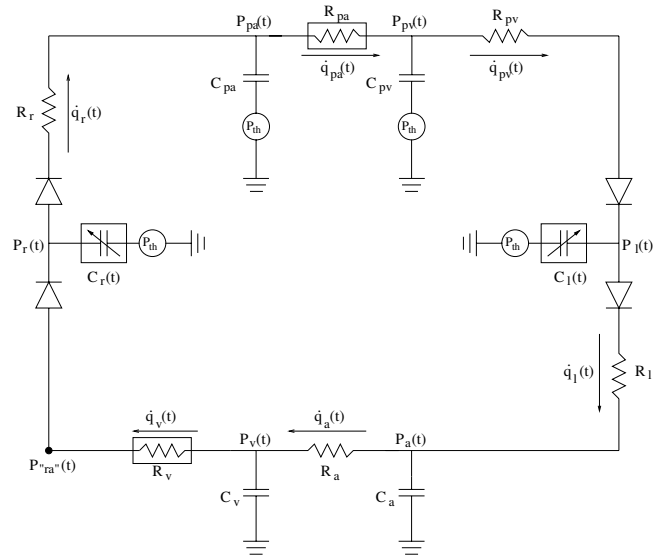 P_pa(t)
R_pa
P_pv(t)
R_pv
q̇_pa(t)
q̇_pv(t)
C_pa
C_pv
P_th
P_th
R_r
q̇_r(t)
P_r(t)
P_th
C_r(t)
P_th
P_l(t)
C_l(t)
q̇_l(t)
R_l
q̇_v(t)
q̇_a(t)
P_v(t)
P_a(t)
P_"ra"(t)
R_v
R_a
C_v
C_a